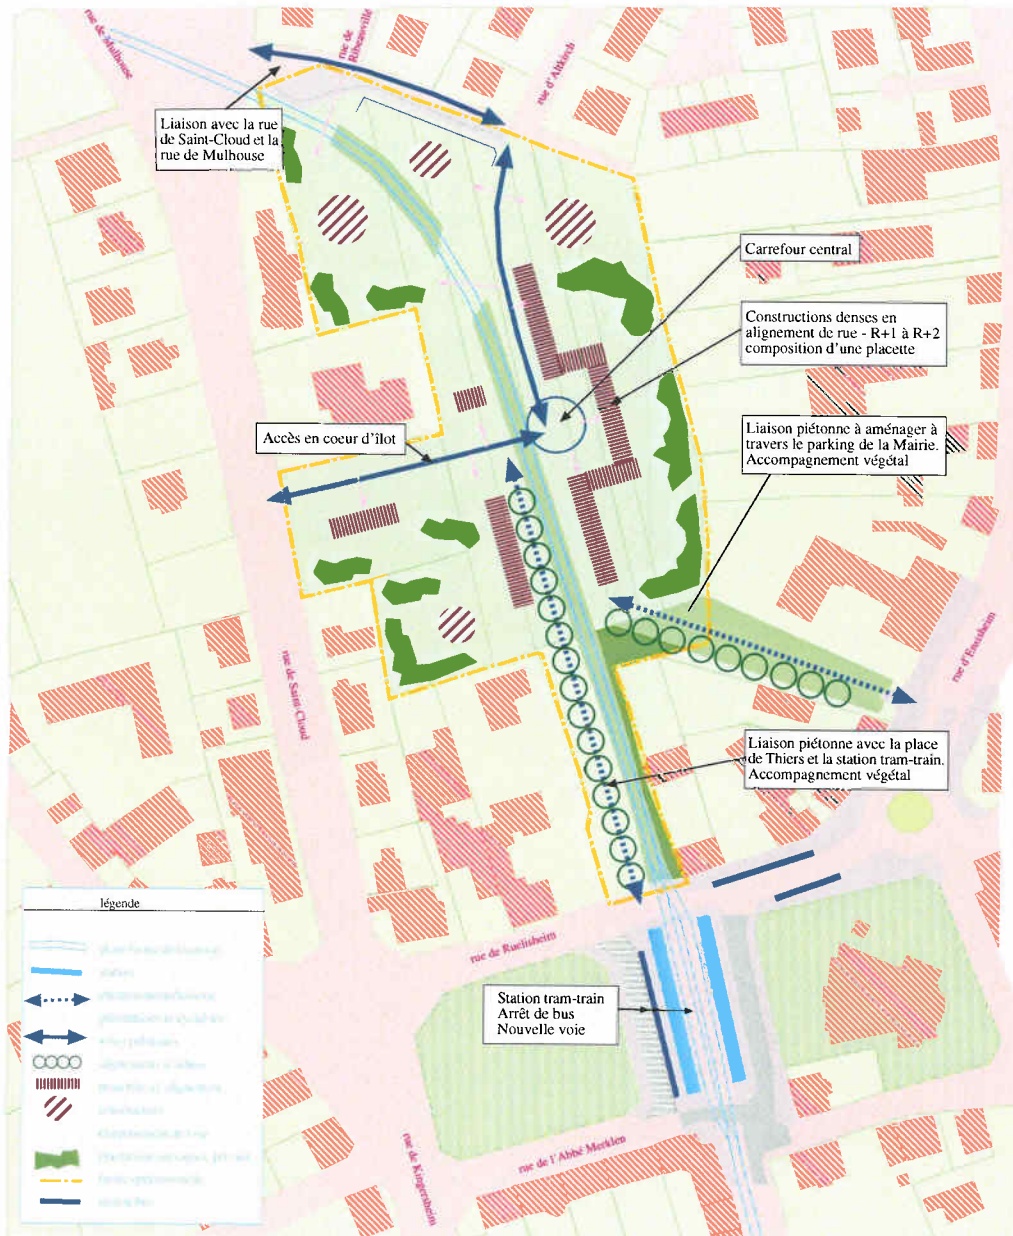 rue de Mulhouse
rue de
Ribeauvillé
rue d'Altkirch
Liaison avec la rue
de Saint-Cloud et la
rue de Mulhouse
Carrefour central
Constructions denses en
alignement de rue - R+1 à R+2
composition d'une placette
Accès en coeur d'îlot
Liaison piétonne à aménager à
travers le parking de la Mairie.
Accompagnement végétal
rue d'Ensisheim
rue de Saint-Cloud
Liaison piétonne avec la place
de Thiers et la station tram-train.
Accompagnement végétal
légende
station
rue de Ruelisheim
Station tram-train
Arrêt de bus
Nouvelle voie
rue de Kingersheim
rue de l'Abbé Merklen